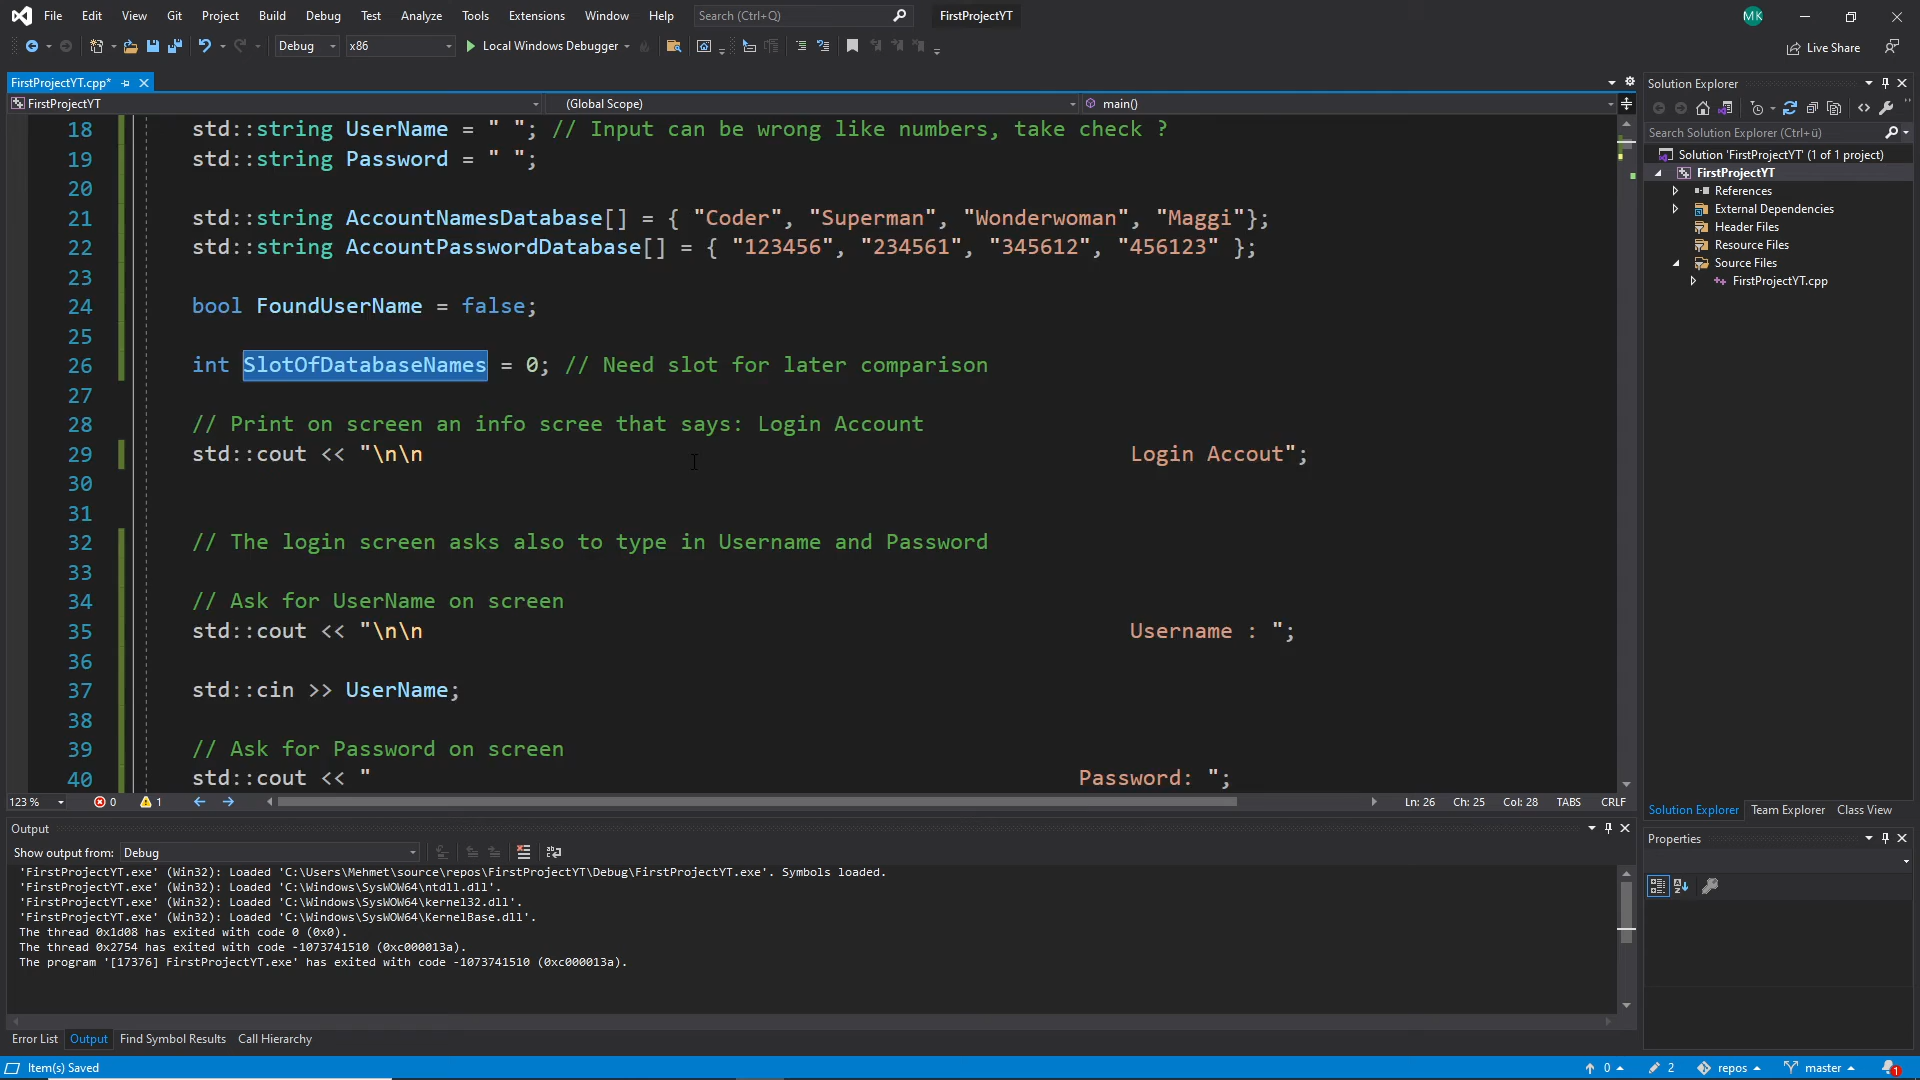 File Edit View Git Project Build Debug Test Analyze Tools Extensions Window Help Search (Ctrl+Q) FirstProjectYT MK
Debug x86 Local Windows Debugger Live Share
FirstProjectYT.cpp*
FirstProjectYT (Global Scope) main()
18 std::string UserName = " "; // Input can be wrong like numbers, take check ?
19 std::string Password = " ";
20
21 std::string AccountNamesDatabase[] = { "Coder", "Superman", "Wonderwoman", "Maggi"};
22 std::string AccountPasswordDatabase[] = { "123456", "234561", "345612", "456123" };
23
24 bool FoundUserName = false;
25
26 int SlotOfDatabaseNames = 0; // Need slot for later comparison
27
28 // Print on screen an info scree that says: Login Account
29 std::cout << "\n\n Login Accout";
30
31
32 // The login screen asks also to type in Username and Password
33
34 // Ask for UserName on screen
35 std::cout << "\n\n Username : ";
36
37 std::cin >> UserName;
38
39 // Ask for Password on screen
40 std::cout << " Password: ";
123 % 0 1 Ln: 26 Ch: 25 Col: 28 TABS CRLF
Output
Show output from: Debug
'FirstProjectYT.exe' (Win32): Loaded 'C:\Users\Mehmet\source\repos\FirstProjectYT\Debug\FirstProjectYT.exe'. Symbols loaded.
'FirstProjectYT.exe' (Win32): Loaded 'C:\Windows\SysWOW64\ntdll.dll'.
'FirstProjectYT.exe' (Win32): Loaded 'C:\Windows\SysWOW64\kernel32.dll'.
'FirstProjectYT.exe' (Win32): Loaded 'C:\Windows\SysWOW64\KernelBase.dll'.
The thread 0x1d08 has exited with code 0 (0x0).
The thread 0x2754 has exited with code -1073741510 (0xc000013a).
The program '[17376] FirstProjectYT.exe' has exited with code -1073741510 (0xc000013a).
Error List Output Find Symbol Results Call Hierarchy
Solution Explorer
Search Solution Explorer (Ctrl+ü)
Solution 'FirstProjectYT' (1 of 1 project)
FirstProjectYT
References
External Dependencies
Header Files
Resource Files
Source Files
FirstProjectYT.cpp
Solution Explorer Team Explorer Class View
Properties
Item(s) Saved 0 2 repos master 1